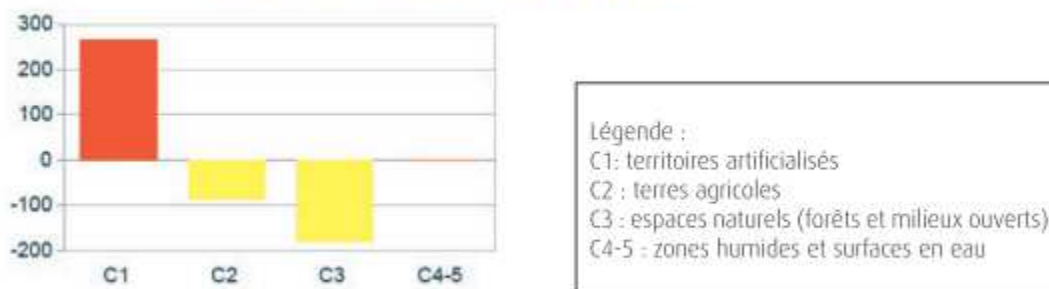 300
200
100
0
-100
-200
C1 C2 C3 C4-5
Légende :
C1: territoires artificialisés
C2 : terres agricoles
C3 : espaces naturels (forêts et milieux ouverts)
C4-5 : zones humides et surfaces en eau